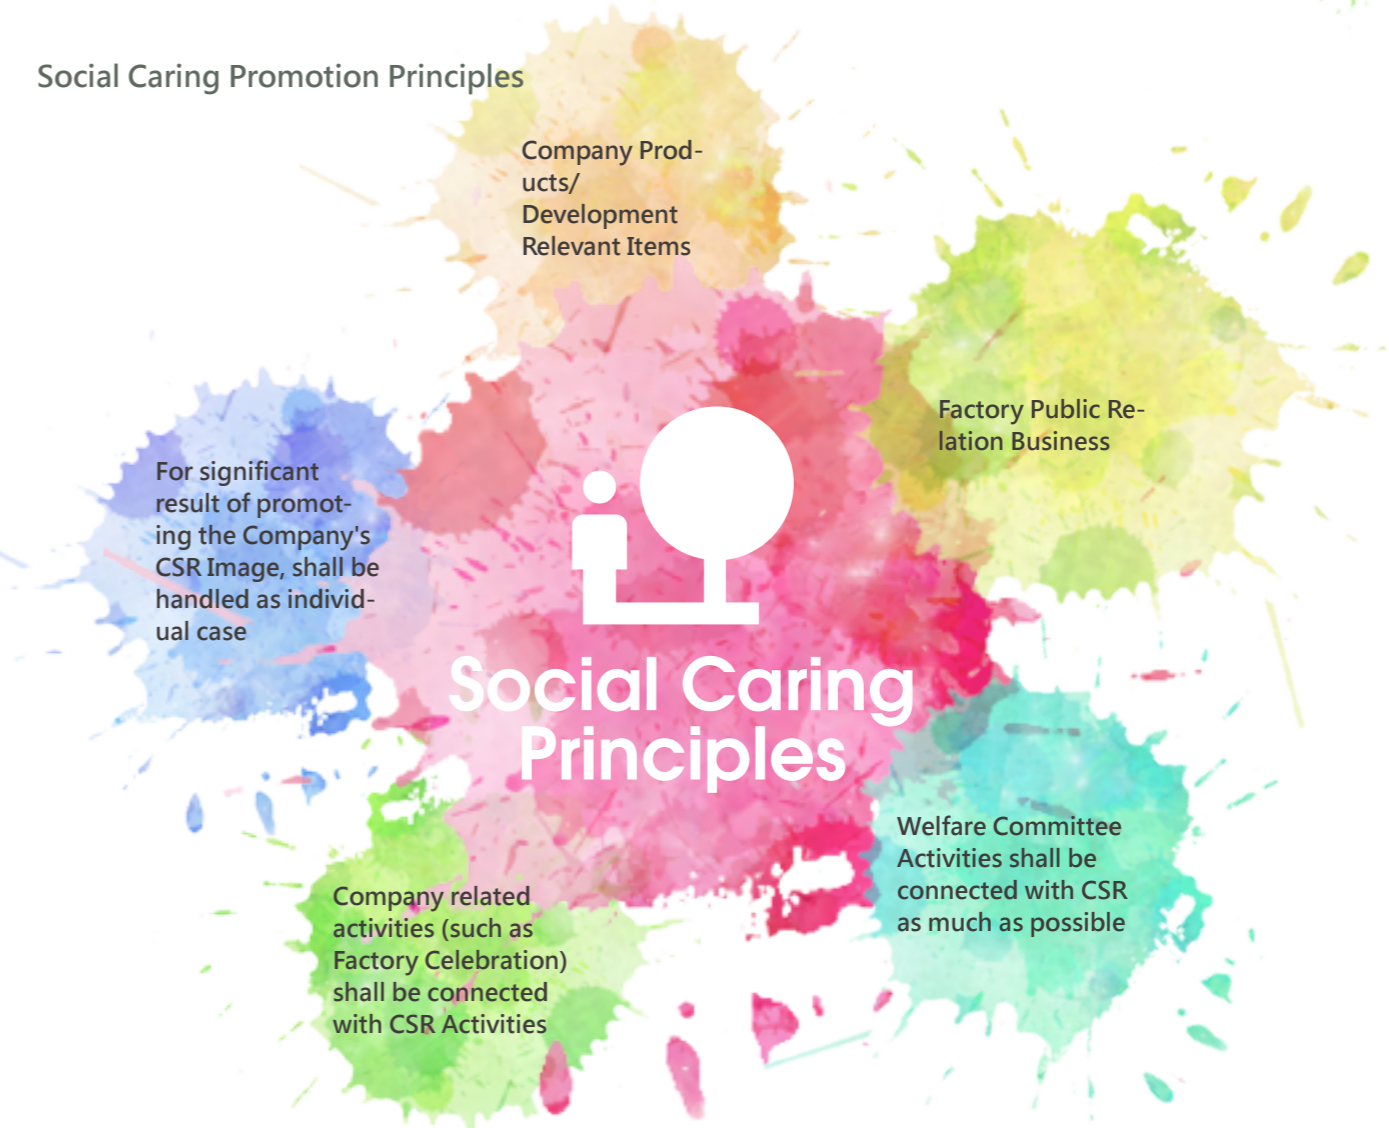 Social Caring Promotion Principles
Company Prod-
ucts/
Development
Relevant Items
Factory Public Re-
lation Business
For significant
result of promot-
ing the Company's
CSR Image, shall be
handled as individ-
ual case
Social Caring
Principles
Welfare Committee
Activities shall be
connected with CSR
as much as possible
Company related
activities (such as
Factory Celebration)
shall be connected
with CSR Activities